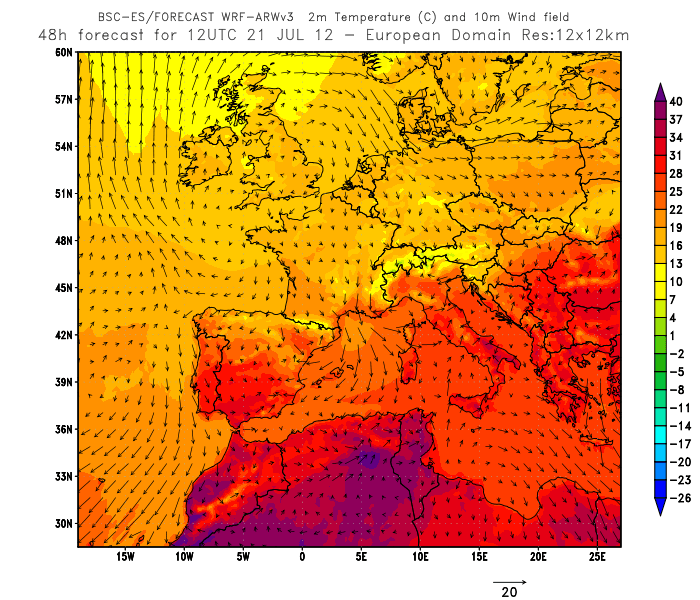 BSC-ES/FORECAST WRF-ARWv3 2m Temperature (C) and 10m Wind field
48h forecast for 12UTC 21 JUL 12 – European Domain Res:12x12km
60N
57N
54N
51N
48N
45N
42N
39N
36N
33N
30N
15W 10W 5W 0 5E 10E 15E 20E 25E
40
37
34
31
28
25
22
19
16
13
10
7
4
1
−2
−5
−8
−11
−14
−17
−20
−23
−26
20